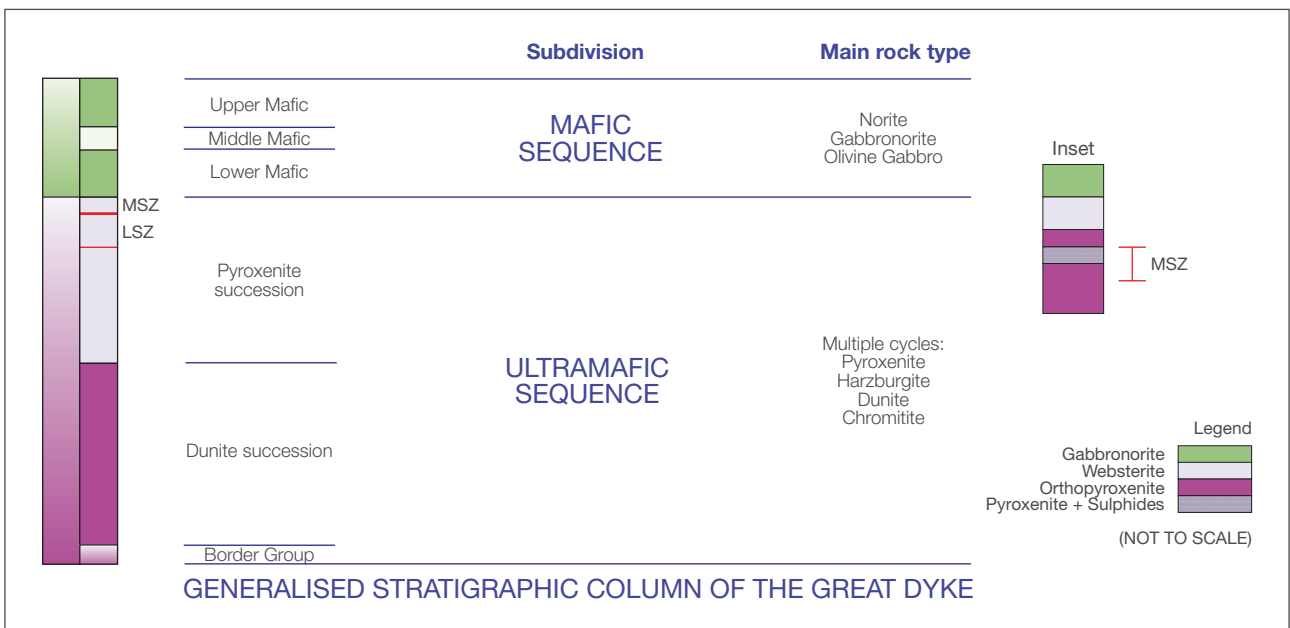 Subdivision
Main rock type
Upper Mafic
Middle Mafic
Lower Mafic
MAFIC
SEQUENCE
Norite
Gabbronorite
Olivine Gabbro
MSZ
LSZ
Pyroxenite
succession
Dunite succession
Border Group
ULTRAMAFIC
SEQUENCE
Multiple cycles:
Pyroxenite
Harzburgite
Dunite
Chromitite
Inset
MSZ
Legend
Gabbronorite
Websterite
Orthopyroxenite
Pyroxenite + Sulphides
(NOT TO SCALE)
GENERALISED STRATIGRAPHIC COLUMN OF THE GREAT DYKE